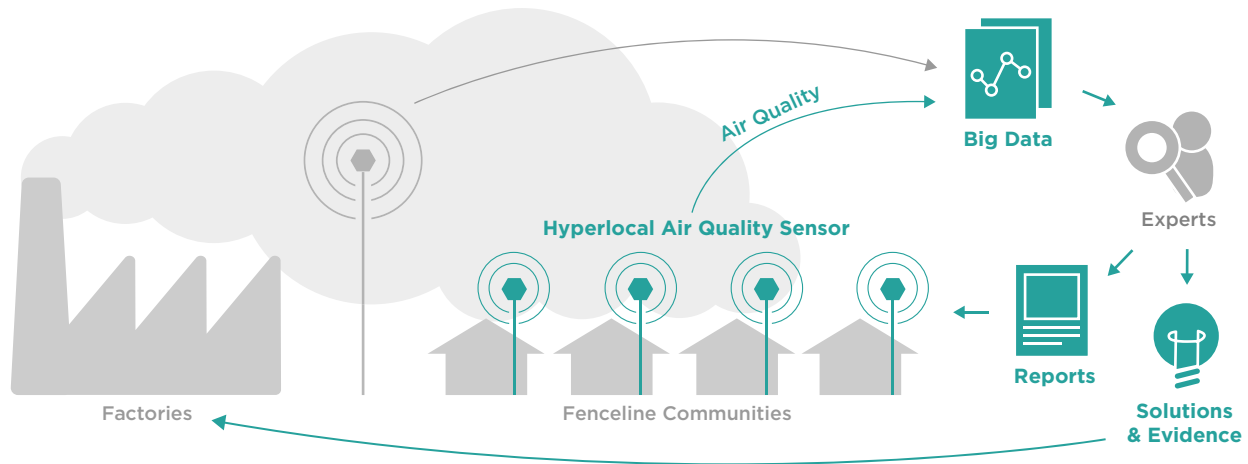 Air Quality
Big Data
Experts
Hyperlocal Air Quality Sensor
Reports
Factories
Fenceline Communities
Solutions
& Evidence